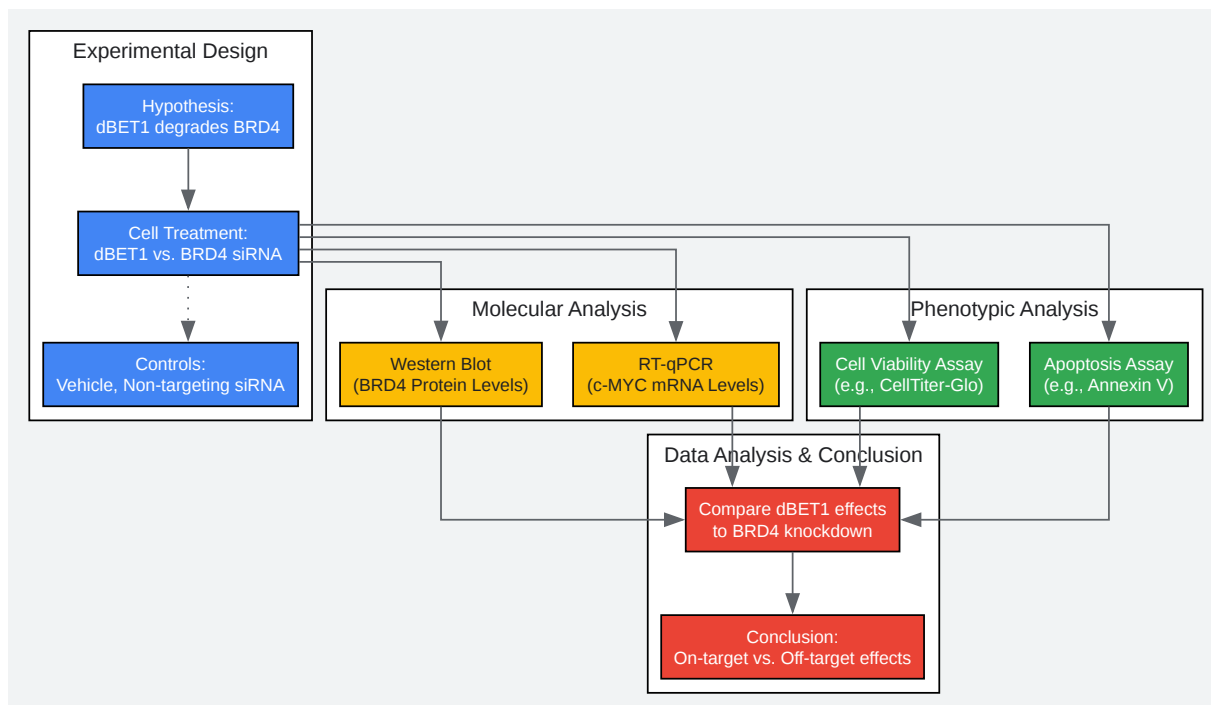 Experimental Design
Hypothesis:
dBET1 degrades BRD4
Cell Treatment:
dBET1 vs. BRD4 siRNA
Controls:
Vehicle, Non-targeting siRNA
Molecular Analysis
Western Blot
(BRD4 Protein Levels)
RT-qPCR
(c-MYC mRNA Levels)
Phenotypic Analysis
Cell Viability Assay
(e.g., CellTiter-Glo)
Apoptosis Assay
(e.g., Annexin V)
Data Analysis & Conclusion
Compare dBET1 effects
to BRD4 knockdown
Conclusion:
On-target vs. Off-target effects